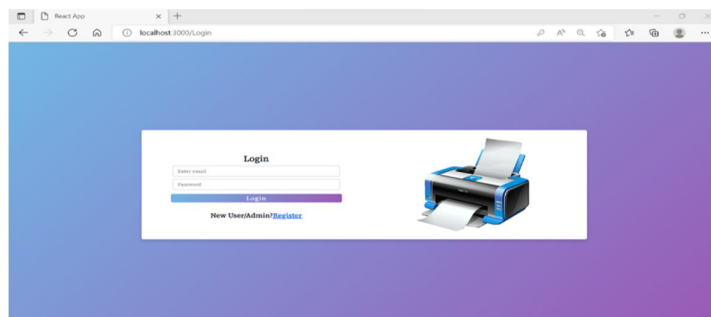 React App
localhost:3000/Login
Login
Enter email
Password
Login
New User/Admin?Register